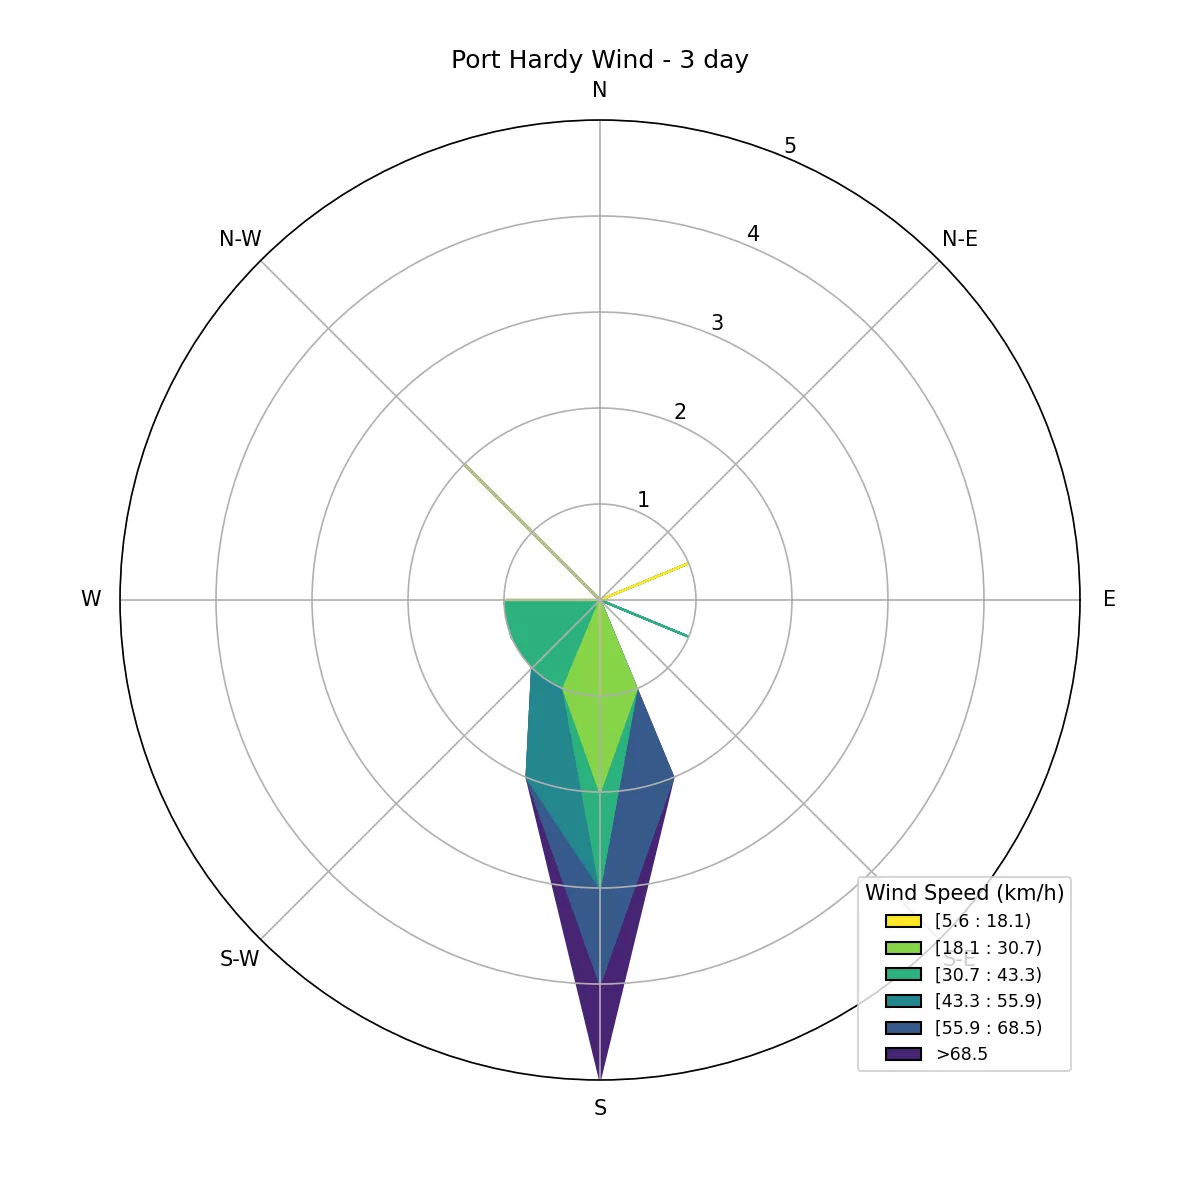 Port Hardy Wind - 3 day
N
5
N-W
N-E
4
3
2
1
W
E
Wind Speed (km/h)
[5.6 : 18.1)
[18.1 : 30.7)
S-W
S-E
[30.7 : 43.3)
[43.3 : 55.9)
[55.9 : 68.5)
>68.5
S